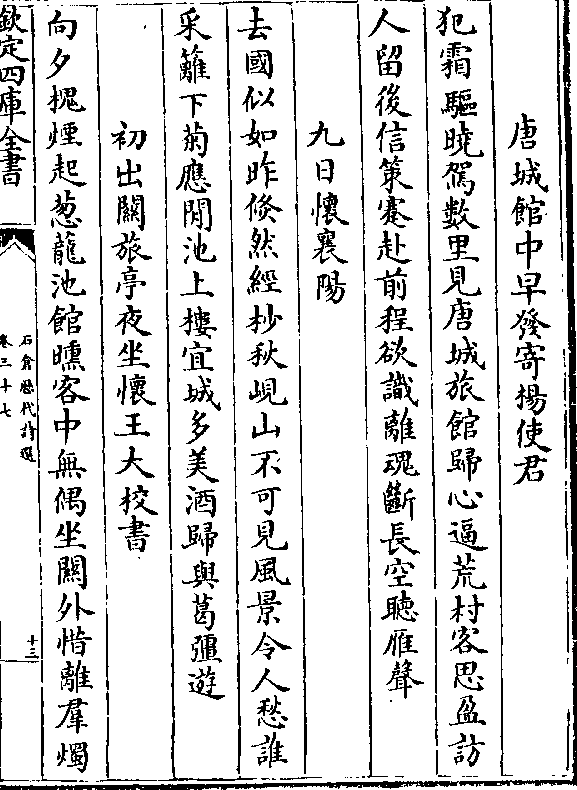 唐城館中早發寄揚使君
犯霜驅曉駕數里見唐城旅館歸心逼荒村客思盈訪
人留後信策蹇赴前程欲識離魂斷長空聽雁聲
九日懷襄陽
去國似如昨倏然經杪秋峴山不可見風景令人愁誰
采籬下菊應閒池上樓宜城多美酒歸與葛彊遊
初出關旅亭夜坐懷王大校書
向夕槐煙起葱蘢池館曛客中無偶坐關外惜離羣燭
欽定四庫全書
石倉歷代詩選
卷三十七
十三